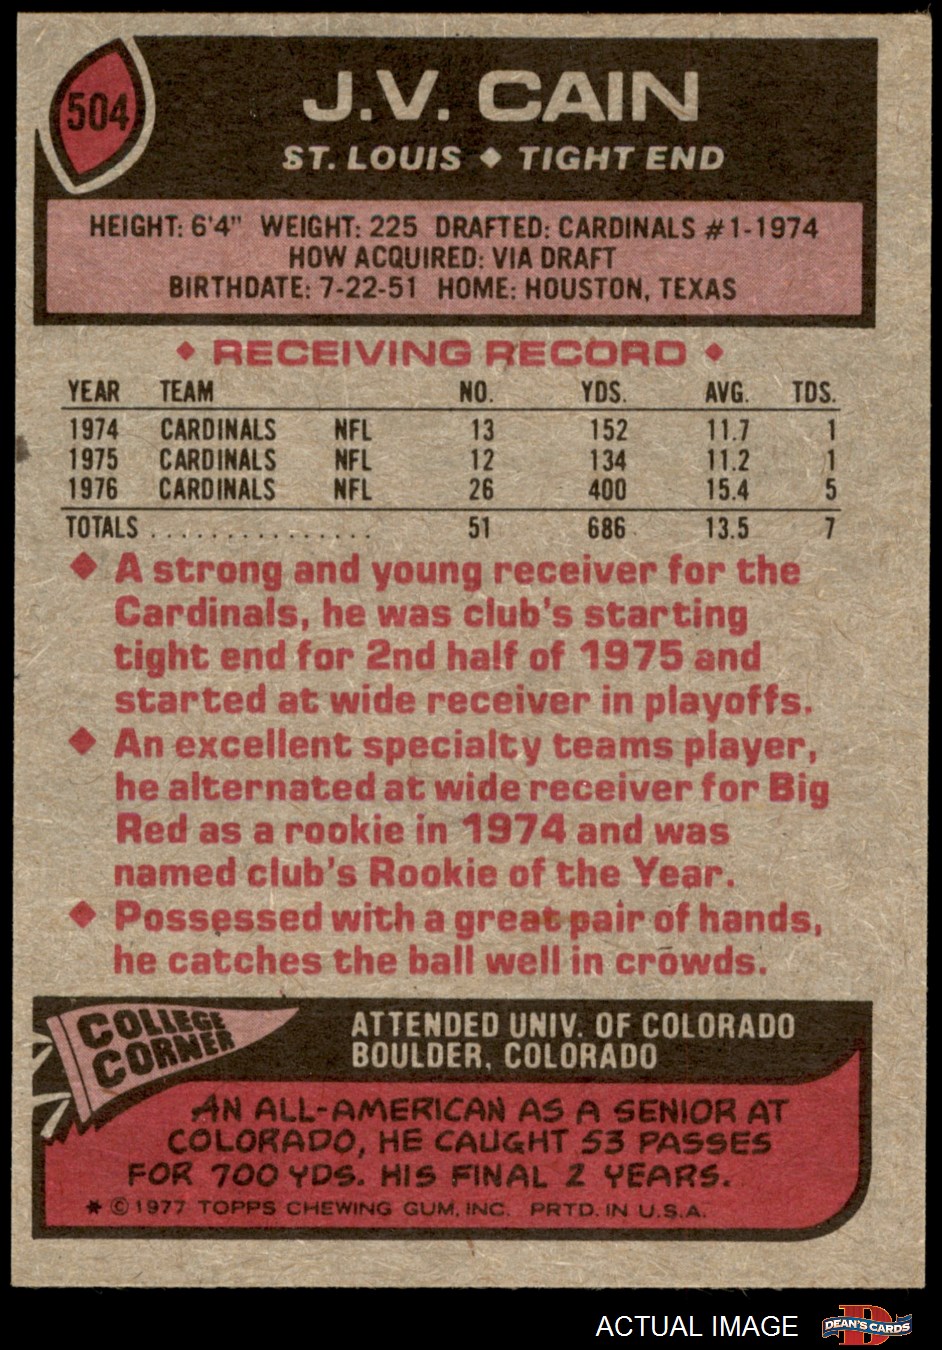 504
J.V. CAIN
ST. LOUIS ◆ TIGHT END
HEIGHT: 6'4" WEIGHT: 225 DRAFTED: CARDINALS #1-1974
HOW ACQUIRED: VIA DRAFT
BIRTHDATE: 7-22-51 HOME: HOUSTON, TEXAS
◆ RECEIVING RECORD ◆
YEAR TEAM NO. YDS. AVG. TDS.
1974 CARDINALS NFL 13 152 11.7 1
1975 CARDINALS NFL 12 134 11.2 1
1976 CARDINALS NFL 26 400 15.4 5
TOTALS . . . . . . . . . . . . . . . 51 686 13.5 7
◆ A strong and young receiver for the
Cardinals, he was club's starting
tight end for 2nd half of 1975 and
started at wide receiver in playoffs.
◆ An excellent specialty teams player,
he alternated at wide receiver for Big
Red as a rookie in 1974 and was
named club's Rookie of the Year.
◆ Possessed with a great pair of hands,
he catches the ball well in crowds.
COLLEGE
CORNER
ATTENDED UNIV. OF COLORADO
BOULDER, COLORADO
AN ALL-AMERICAN AS A SENIOR AT
COLORADO, HE CAUGHT 53 PASSES
FOR 700 YDS. HIS FINAL 2 YEARS.
* © 1977 TOPPS CHEWING GUM, INC. PRTD. IN U.S.A.
ACTUAL IMAGE
D
DEAN'S CARDS